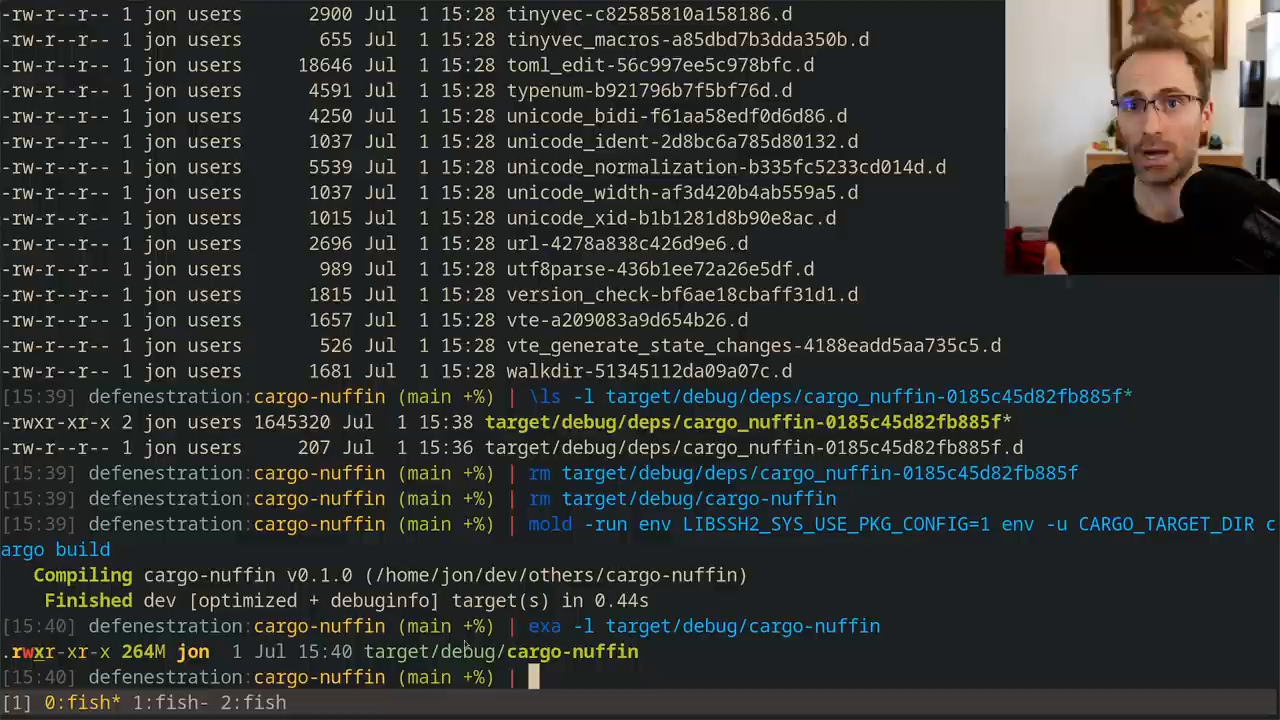 -rw-r--r-- 1 jon users    2900 Jul  1 15:28 tinyvec-c82585810a158186.d
-rw-r--r-- 1 jon users     655 Jul  1 15:28 tinyvec_macros-a85dbd7b3dda350b.d
-rw-r--r-- 1 jon users   18646 Jul  1 15:28 toml_edit-56c997ee5c978bfc.d
-rw-r--r-- 1 jon users    4591 Jul  1 15:28 typenum-b921796b7f5bf76d.d
-rw-r--r-- 1 jon users    4250 Jul  1 15:28 unicode_bidi-f61aa58edf0d6d86.d
-rw-r--r-- 1 jon users    1037 Jul  1 15:28 unicode_ident-2d8bc6a785d80132.d
-rw-r--r-- 1 jon users    5539 Jul  1 15:28 unicode_normalization-b335fc5233cd014d.d
-rw-r--r-- 1 jon users    1037 Jul  1 15:28 unicode_width-af3d420b4ab559a5.d
-rw-r--r-- 1 jon users    1015 Jul  1 15:28 unicode_xid-b1b1281d8b90e8ac.d
-rw-r--r-- 1 jon users    2696 Jul  1 15:28 url-4278a838c426d9e6.d
-rw-r--r-- 1 jon users     989 Jul  1 15:28 utf8parse-436b1ee72a26e5df.d
-rw-r--r-- 1 jon users    1815 Jul  1 15:28 version_check-bf6ae18cbaff31d1.d
-rw-r--r-- 1 jon users    1657 Jul  1 15:28 vte-a209083a9d654b26.d
-rw-r--r-- 1 jon users     526 Jul  1 15:28 vte_generate_state_changes-4188eadd5aa735c5.d
-rw-r--r-- 1 jon users    1681 Jul  1 15:28 walkdir-51345112da09a07c.d
[15:39] defenestration:cargo-nuffin (main +%) | \ls -l target/debug/deps/cargo_nuffin-0185c45d82fb885f*
-rwxr-xr-x 2 jon users 1645320 Jul  1 15:38 target/debug/deps/cargo_nuffin-0185c45d82fb885f*
-rw-r--r-- 1 jon users     207 Jul  1 15:36 target/debug/deps/cargo_nuffin-0185c45d82fb885f.d
[15:39] defenestration:cargo-nuffin (main +%) | rm target/debug/deps/cargo_nuffin-0185c45d82fb885f
[15:39] defenestration:cargo-nuffin (main +%) | rm target/debug/cargo-nuffin
[15:39] defenestration:cargo-nuffin (main +%) | mold -run env LIBSSH2_SYS_USE_PKG_CONFIG=1 env -u CARGO_TARGET_DIR c
argo build
   Compiling cargo-nuffin v0.1.0 (/home/jon/dev/others/cargo-nuffin)
    Finished dev [optimized + debuginfo] target(s) in 0.44s
[15:40] defenestration:cargo-nuffin (main +%) | exa -l target/debug/cargo-nuffin
.rwxr-xr-x 264M jon  1 Jul 15:40 target/debug/cargo-nuffin
[15:40] defenestration:cargo-nuffin (main +%) |
[1] 0:fish* 1:fish- 2:fish